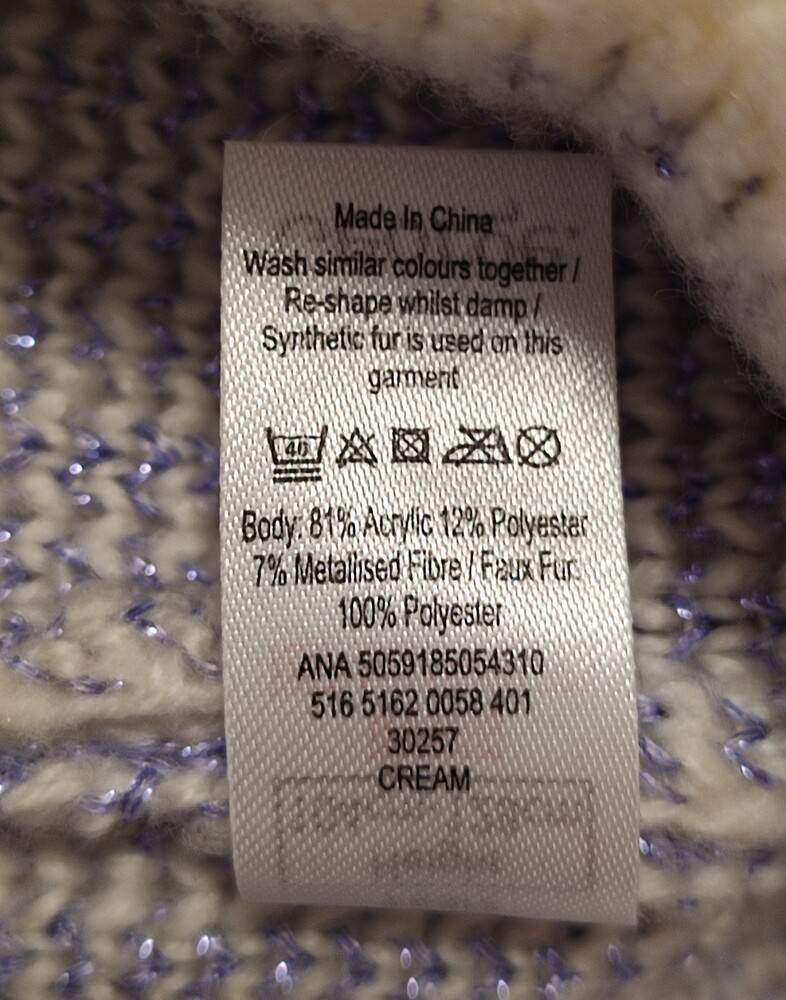 Made In China
Wash similar colours together /
Re-shape whilst damp /
Synthetic fur is used on this
garment
40
Body: 81% Acrylic 12% Polyester
7% Metallised Fibre / Faux Fur:
100% Polyester
ANA 5059185054310
516 5162 0058 401
30257
CREAM